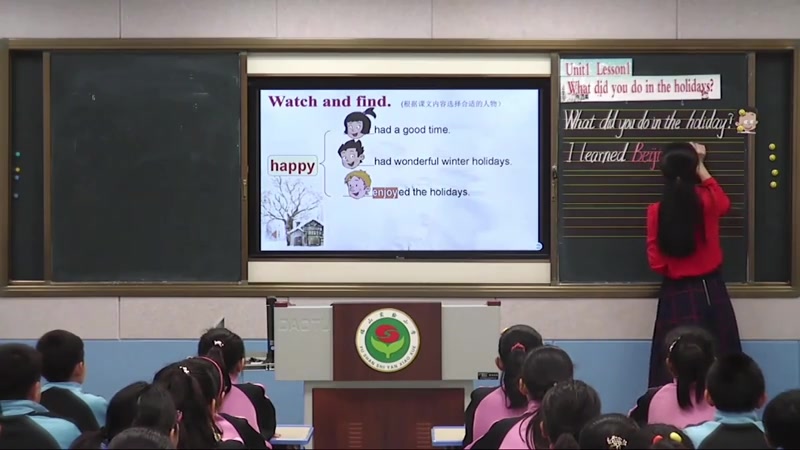 Watch and find. (根据课文内容选择合适的人物)
had a good time.
had wonderful winter holidays.
happy
enjoyed the holidays.
Unit1 Lesson1
What did you do in the holidays?
What did you do in the holiday?
I learned Beij